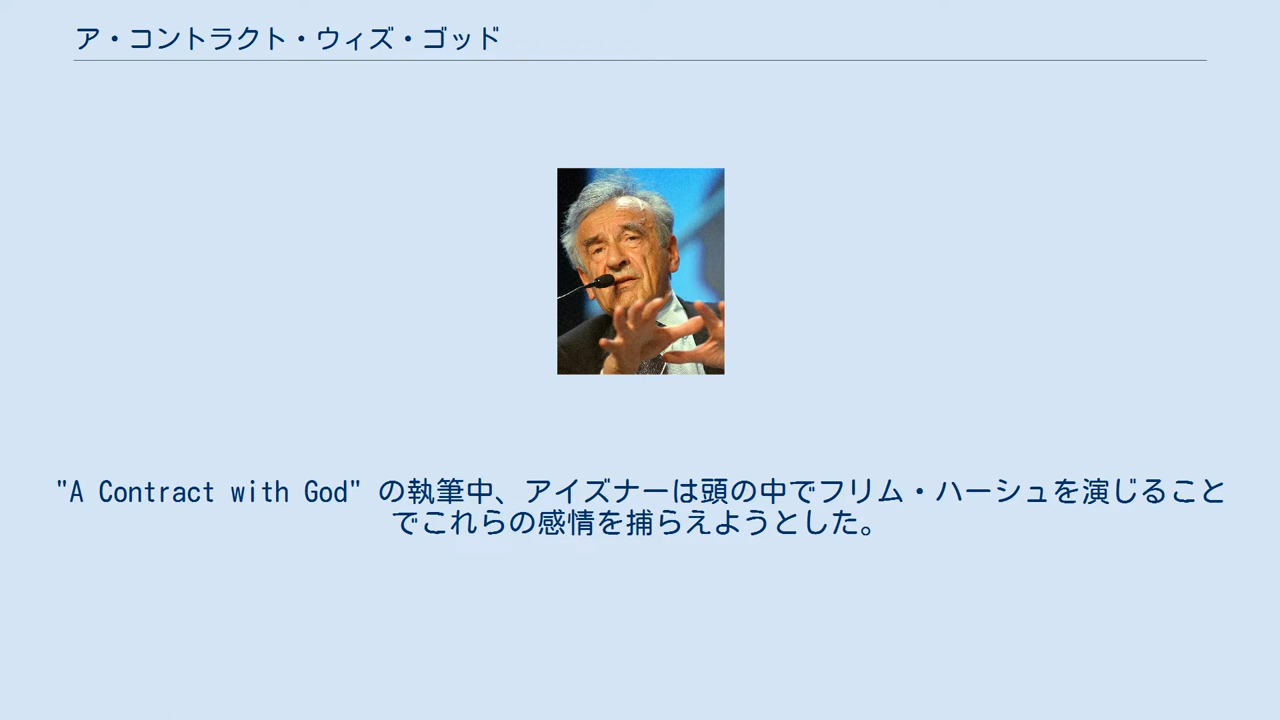 ア・コントラクト・ウィズ・ゴッド
"A Contract with God" の執筆中、アイズナーは頭の中でフリム・ハーシュを演じること
でこれらの感情を捕らえようとした。